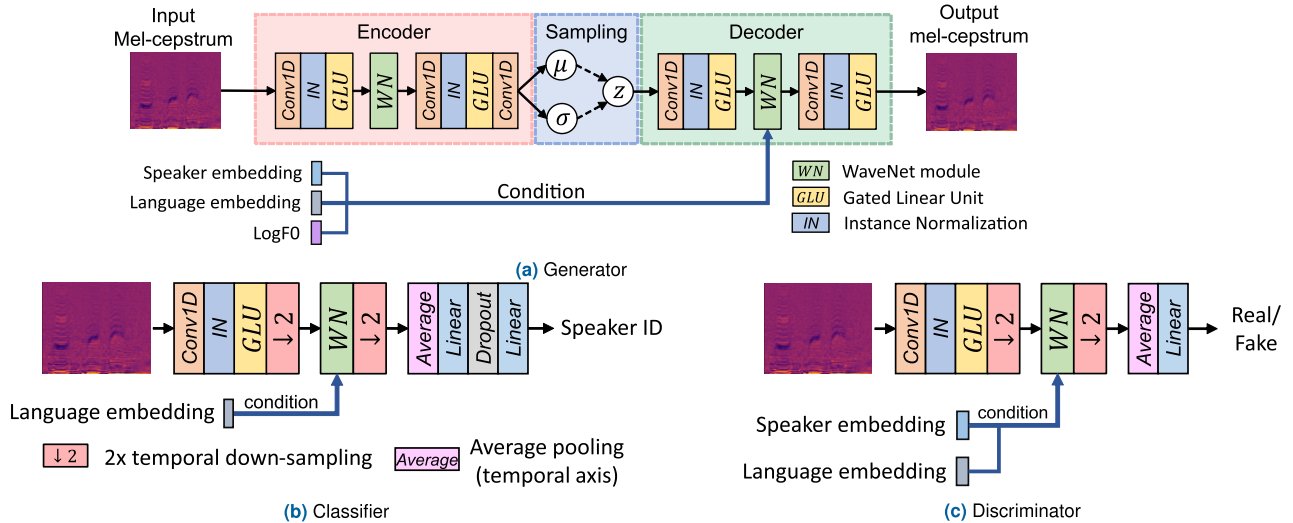 Input
Mel-cepstrum
Encoder
Sampling
Decoder
Output
mel-cepstrum
Conv1D
IN
GLU
WN
Conv1D
IN
GLU
Conv1D
μ
σ
z
Conv1D
IN
GLU
WN
Conv1D
IN
GLU
Speaker embedding
Language embedding
LogF0
Condition
WN WaveNet module
GLU Gated Linear Unit
IN Instance Normalization
(a) Generator
Conv1D
IN
GLU
↓2
WN
↓2
Average
Linear
Dropout
Linear
Speaker ID
Language embedding
condition
↓2 2x temporal down-sampling
Average Average pooling
(temporal axis)
(b) Classifier
Conv1D
IN
GLU
↓2
WN
↓2
Average
Linear
Real/
Fake
Speaker embedding
condition
Language embedding
(c) Discriminator